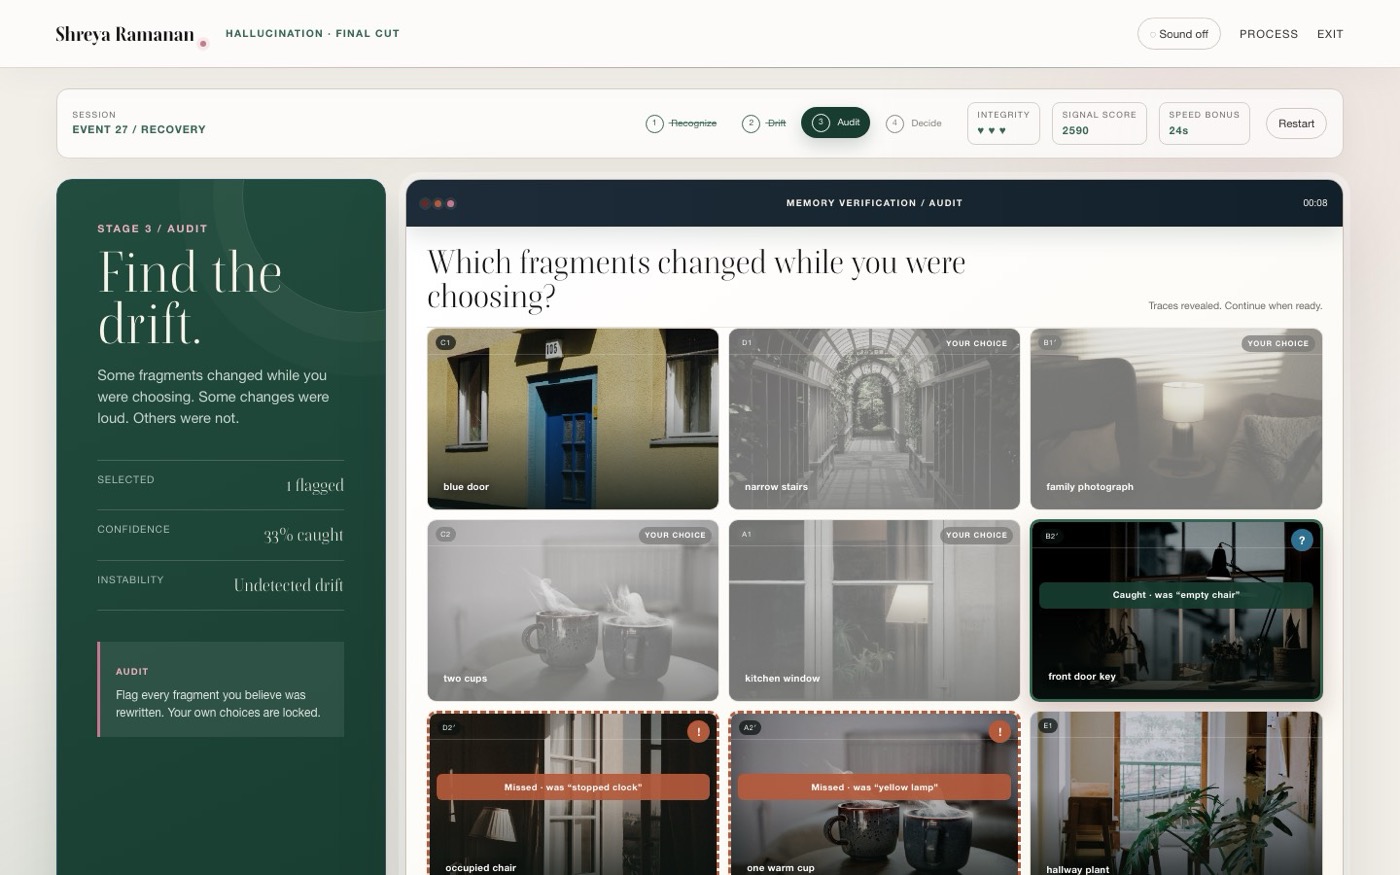 Shreya Ramanan
HALLUCINATION · FINAL CUT
Sound off
PROCESS
EXIT
SESSION
EVENT 27 / RECOVERY
1 Recognize
2 Drift
3 Audit
4 Decide
INTEGRITY
♥ ♥ ♥
SIGNAL SCORE
2590
SPEED BONUS
24s
Restart
STAGE 3 / AUDIT
Find the
drift.
Some fragments changed while you
were choosing. Some changes were
loud. Others were not.
SELECTED
1 flagged
CONFIDENCE
33% caught
INSTABILITY
Undetected drift
AUDIT
Flag every fragment you believe was
rewritten. Your own choices are locked.
MEMORY VERIFICATION / AUDIT
00:08
Which fragments changed while you were
choosing?
Traces revealed. Continue when ready.
C1
105
blue door
D1
YOUR CHOICE
narrow stairs
B1′
YOUR CHOICE
family photograph
C2
YOUR CHOICE
two cups
A1
YOUR CHOICE
kitchen window
B2′
?
Caught · was “empty chair”
front door key
D2′
!
Missed · was “stopped clock”
occupied chair
A2′
!
Missed · was “yellow lamp”
one warm cup
E1
hallway plant